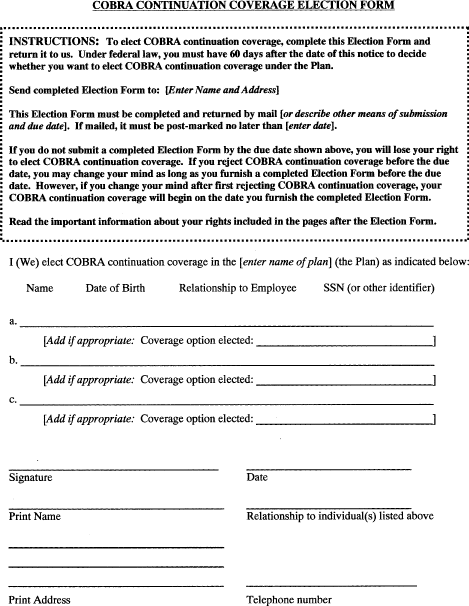 COBRA CONTINUATION COVERAGE ELECTION FORM
INSTRUCTIONS: To elect COBRA continuation coverage, complete this Election Form and
return it to us. Under federal law, you must have 60 days after the date of this notice to decide
whether you want to elect COBRA continuation coverage under the Plan.
Send completed Election Form to: [Enter Name and Address]
This Election Form must be completed and returned by mail [or describe other means of submission
and due date]. If mailed, it must be post-marked no later than [enter date].
If you do not submit a completed Election Form by the due date shown above, you will lose your right
to elect COBRA continuation coverage. If you reject COBRA continuation coverage before the due
date, you may change your mind as long as you furnish a completed Election Form before the due
date. However, if you change your mind after first rejecting COBRA continuation coverage, your
COBRA continuation coverage will begin on the date you furnish the completed Election Form.
Read the important information about your rights included in the pages after the Election Form.
I (We) elect COBRA continuation coverage in the [enter name of plan] (the Plan) as indicated below:
Name Date of Birth Relationship to Employee SSN (or other identifier)
a. ____
[Add if appropriate: Coverage option elected: ____]
b. ____
[Add if appropriate: Coverage option elected: ____]
c. ____
[Add if appropriate: Coverage option elected: ____]
Signature Date
Print Name Relationship to individual(s) listed above
Print Address Telephone number